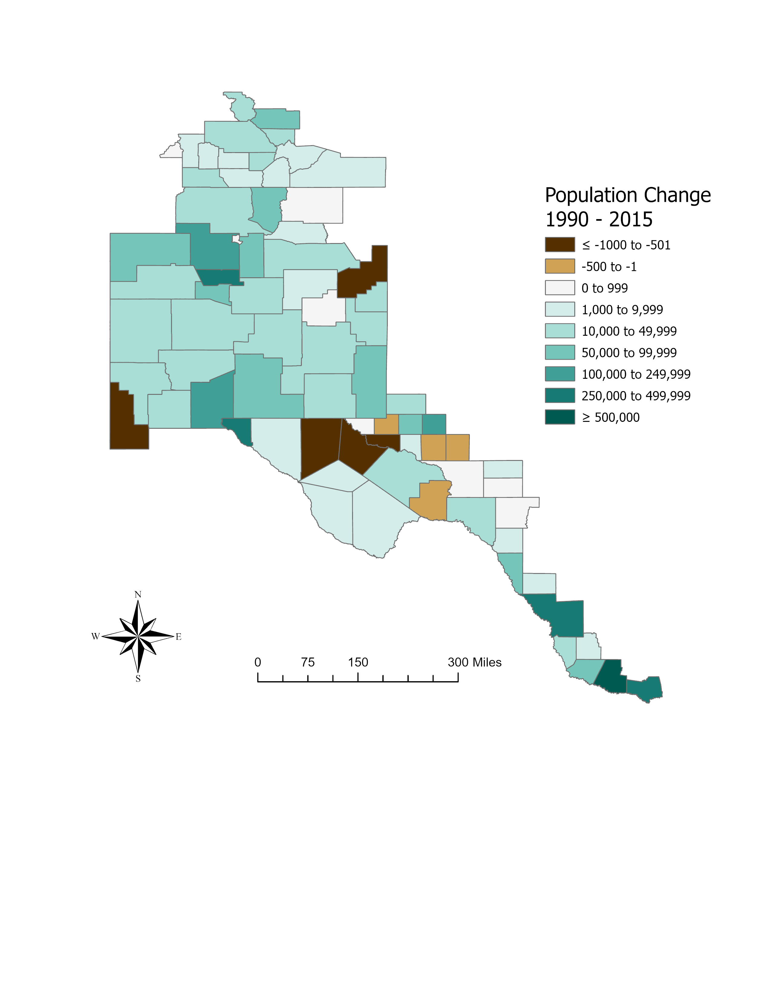 Population Change
1990 - 2015
≤ -1000 to -501
-500 to -1
0 to 999
1,000 to 9,999
10,000 to 49,999
50,000 to 99,999
100,000 to 249,999
250,000 to 499,999
≥ 500,000
N
W E
S
0 75 150 300 Miles